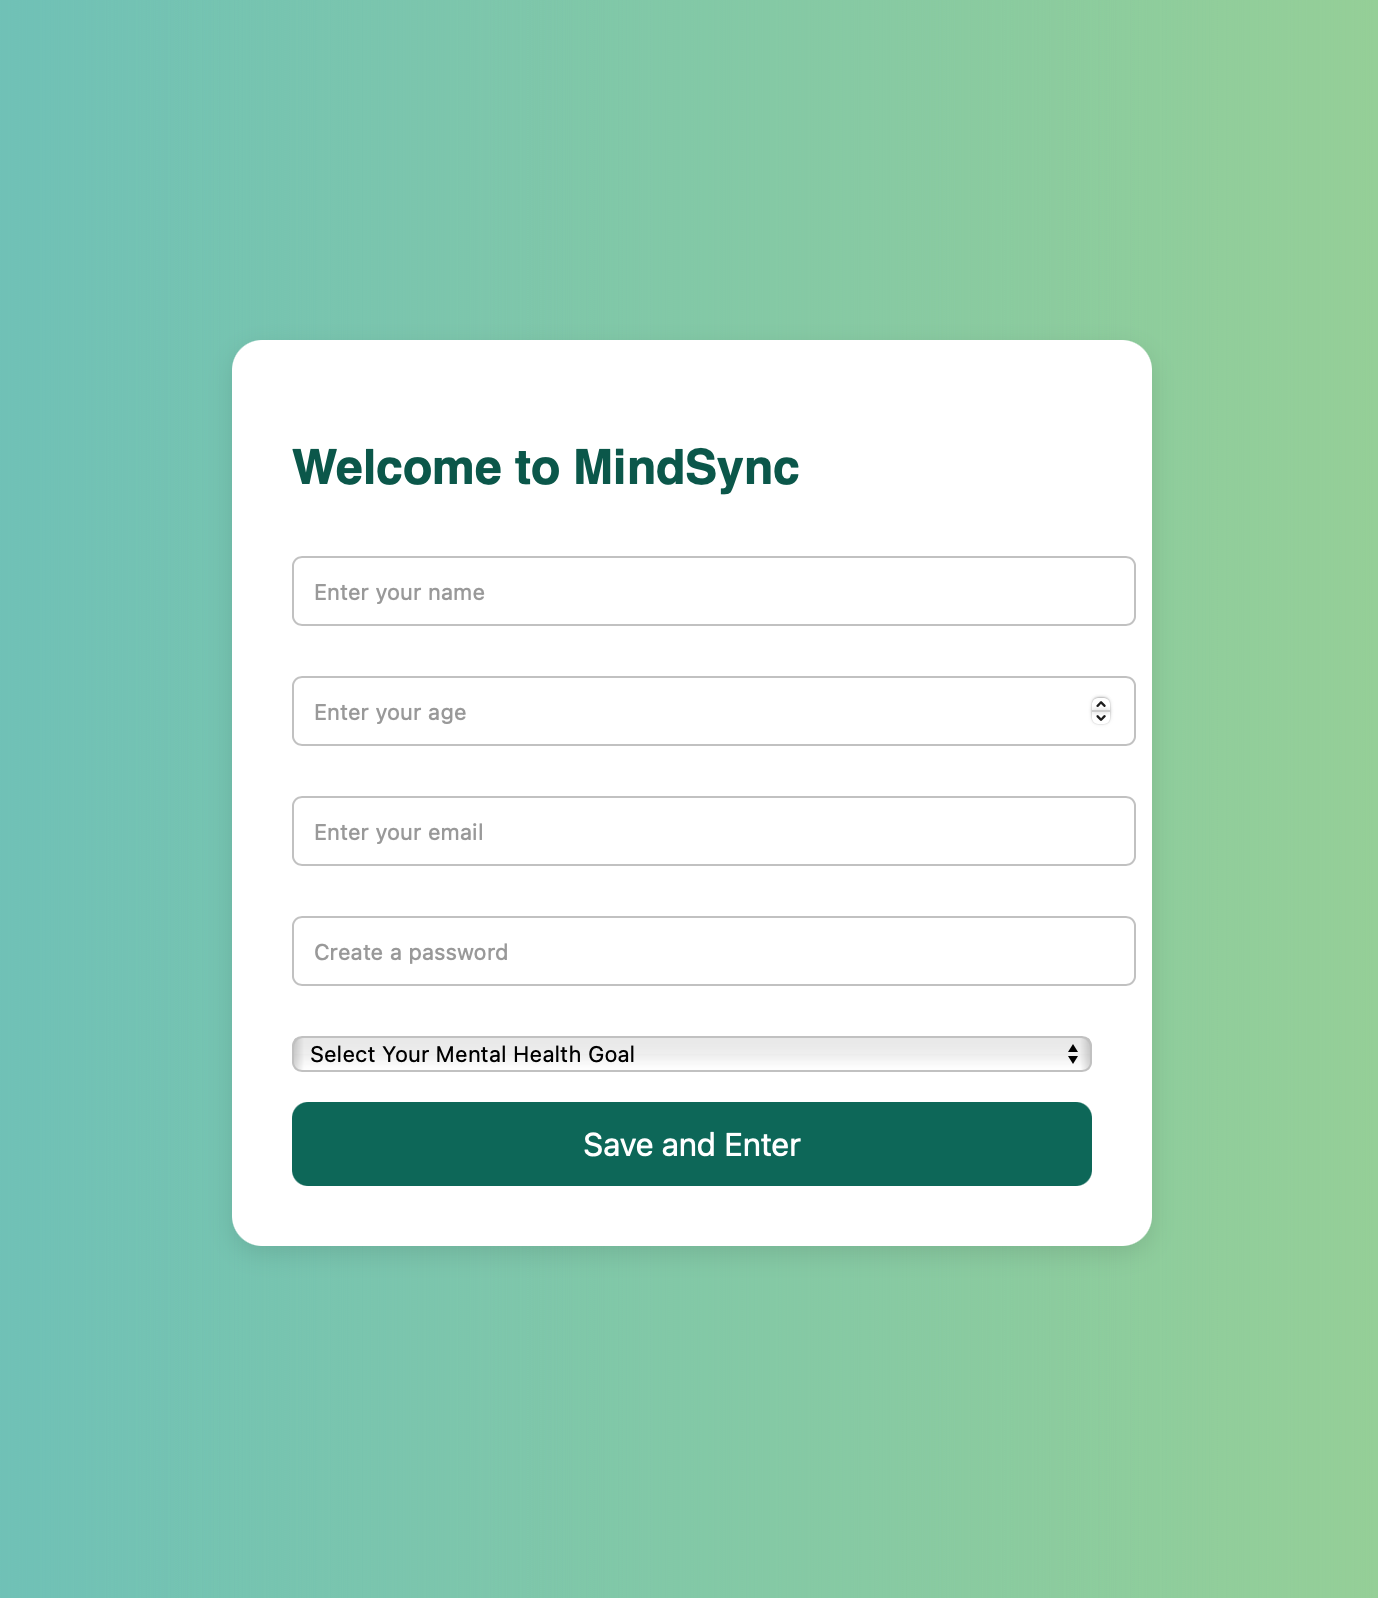 Welcome to MindSync
Enter your name
Enter your age
Enter your email
Create a password
Select Your Mental Health Goal
Save and Enter